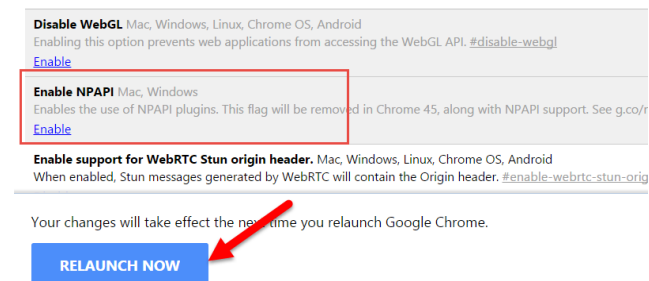 Disable WebGL Mac, Windows, Linux, Chrome OS, Android
Enabling this option prevents web applications from accessing the WebGL API. #disable-webgl
Enable
Enable NPAPI Mac, Windows
Enables the use of NPAPI plugins. This flag will be removed in Chrome 45, along with NPAPI support. See g.co/
Enable
Enable support for WebRTC Stun origin header. Mac, Windows, Linux, Chrome OS, Android
When enabled, Stun messages generated by WebRTC will contain the Origin header. #enable-webrtc-stun-orig
Your changes will take effect the next time you relaunch Google Chrome.
RELAUNCH NOW